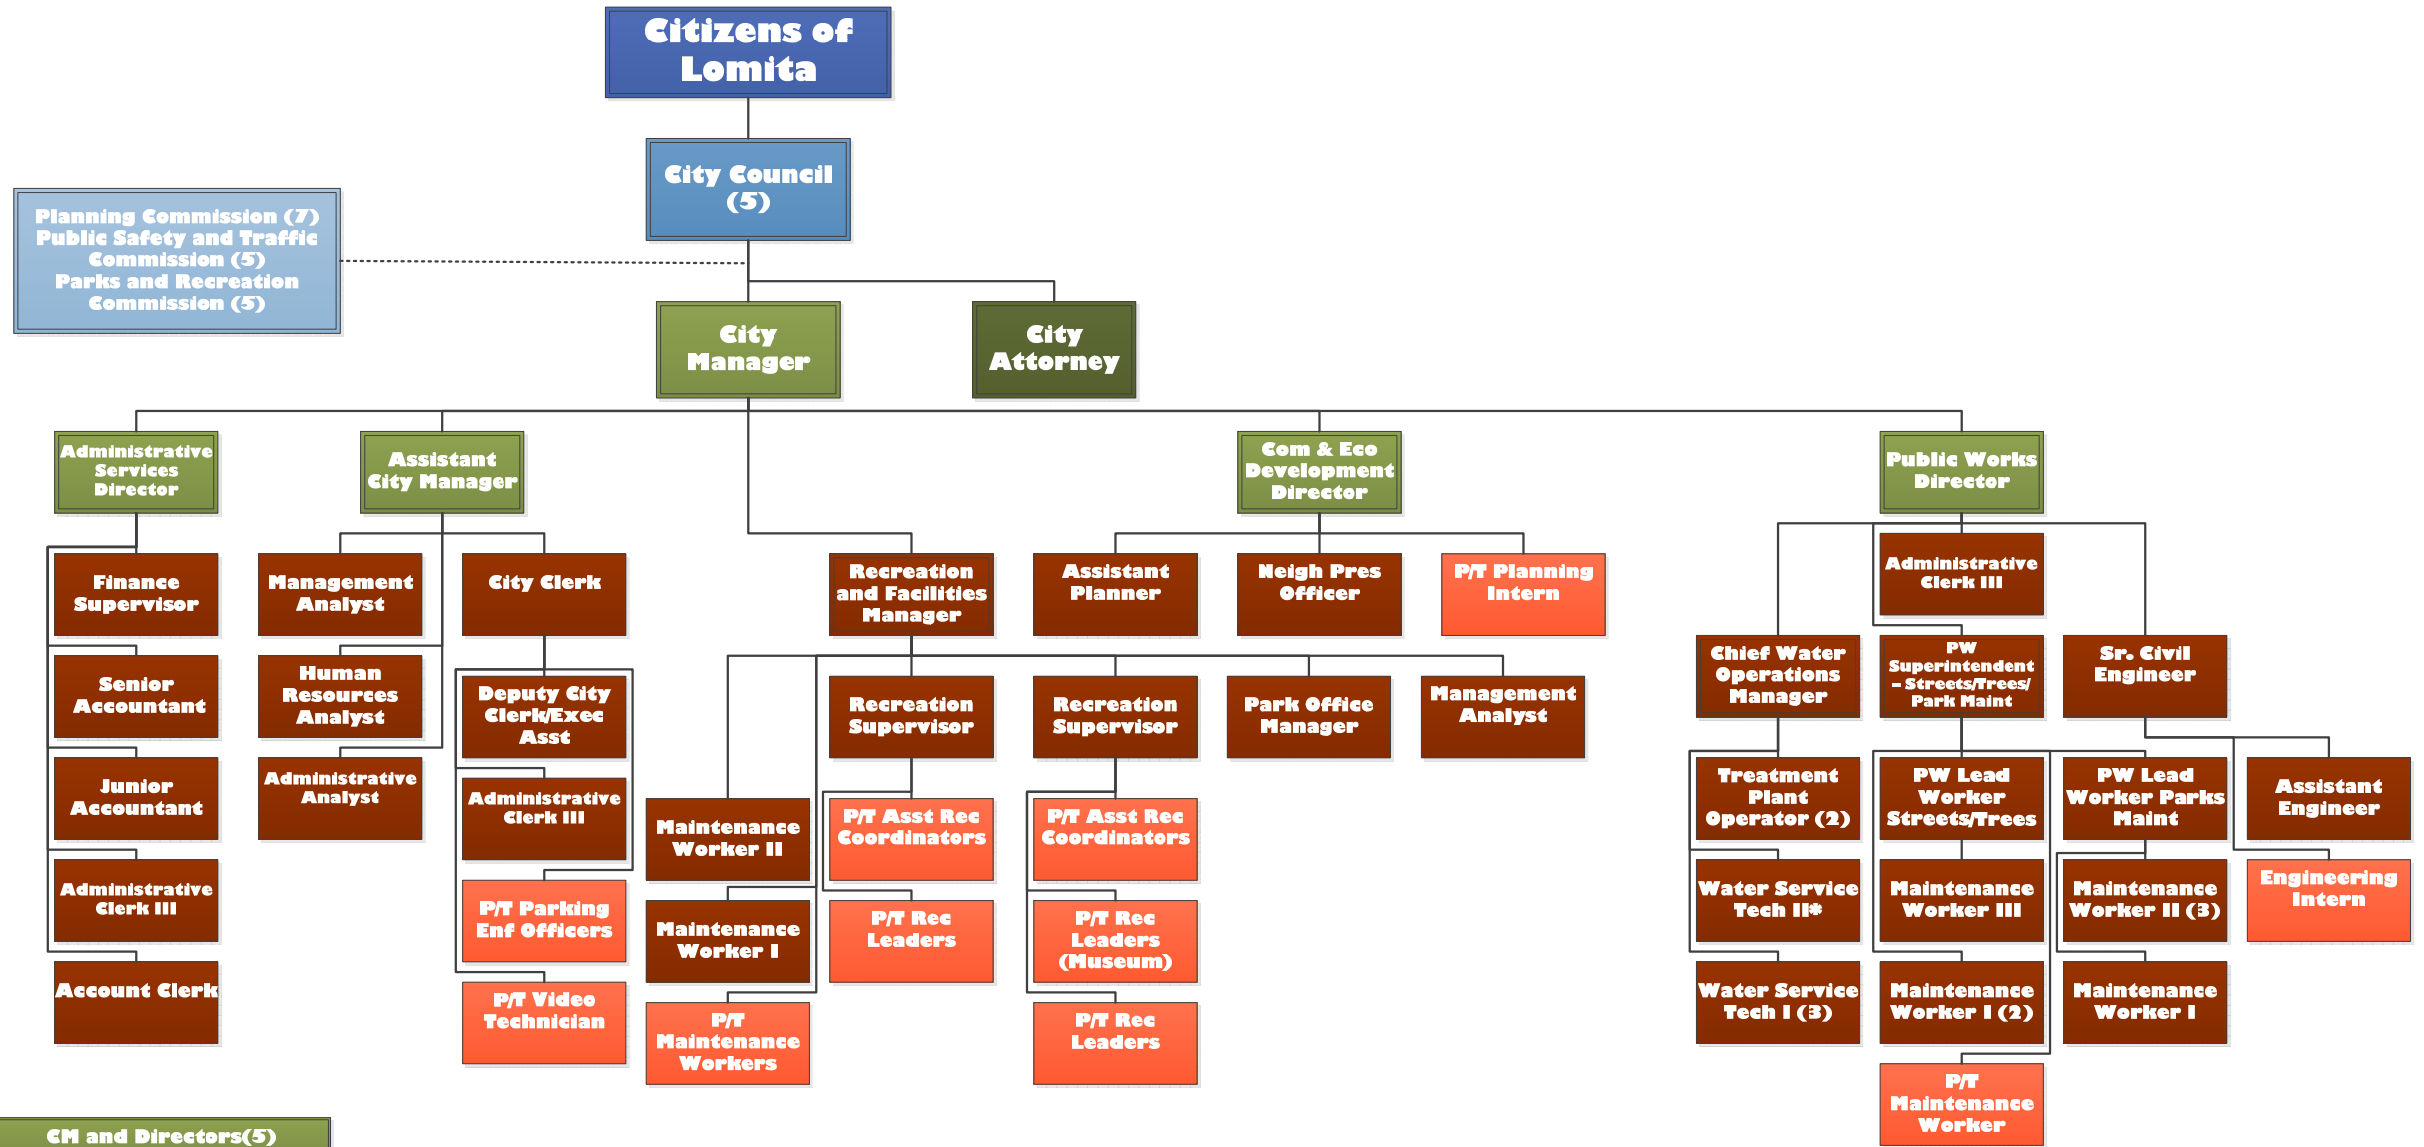 Citizens of
Lomita
City Council
(5)
Planning Commission (7)
Public Safety and Traffic
Commission (5)
Parks and Recreation
Commission (5)
City
Manager
City
Attorney
Administrative
Services
Director
Assistant
City Manager
Com & Eco
Development
Director
Public Works
Director
Finance
Supervisor
Management
Analyst
City Clerk
Recreation
and Facilities
Manager
Assistant
Planner
Neigh Pres
Officer
P/T Planning
Intern
Administrative
Clerk III
Senior
Accountant
Human
Resources
Analyst
Deputy City
Clerk/Exec
Asst
Recreation
Supervisor
Recreation
Supervisor
Park Office
Manager
Management
Analyst
Chief Water
Operations
Manager
PW
Superintendent
– Streets/Trees/
Park Maint
Sr. Civil
Engineer
Junior
Accountant
Administrative
Analyst
Administrative
Clerk III
Maintenance
Worker II
P/T Asst Rec
Coordinators
P/T Asst Rec
Coordinators
Treatment
Plant
Operator (2)
PW Lead
Worker
Streets/Trees
PW Lead
Worker Parks
Maint
Assistant
Engineer
Administrative
Clerk III
P/T Parking
Enf Officers
Maintenance
Worker I
P/T Rec
Leaders
P/T Rec
Leaders
(Museum)
Water Service
Tech II*
Maintenance
Worker III
Maintenance
Worker II (3)
Engineering
Intern
Account Clerk
P/T Video
Technician
P/T
Maintenance
Workers
P/T Rec
Leaders
Water Service
Tech I (3)
Maintenance
Worker I (2)
Maintenance
Worker I
P/T
Maintenance
Worker
CM and Directors(5)